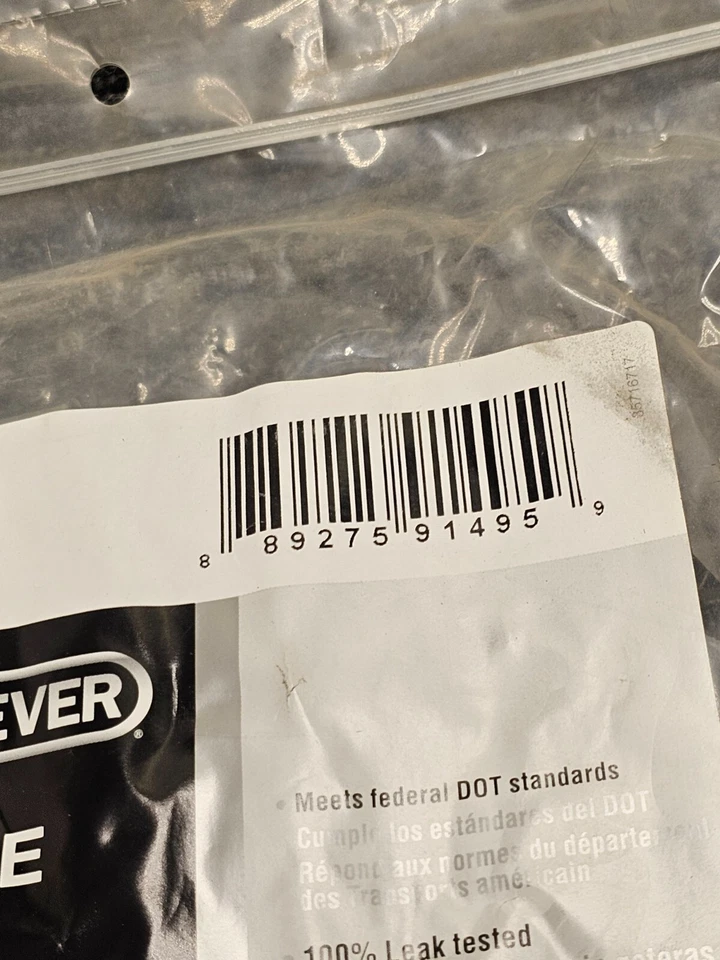 35716717
8 89275 91495 9
EVER®
E
• Meets federal DOT standards
Cumple los estándares del DOT
Répond aux normes du département
des Transports américain
• 100% Leak tested